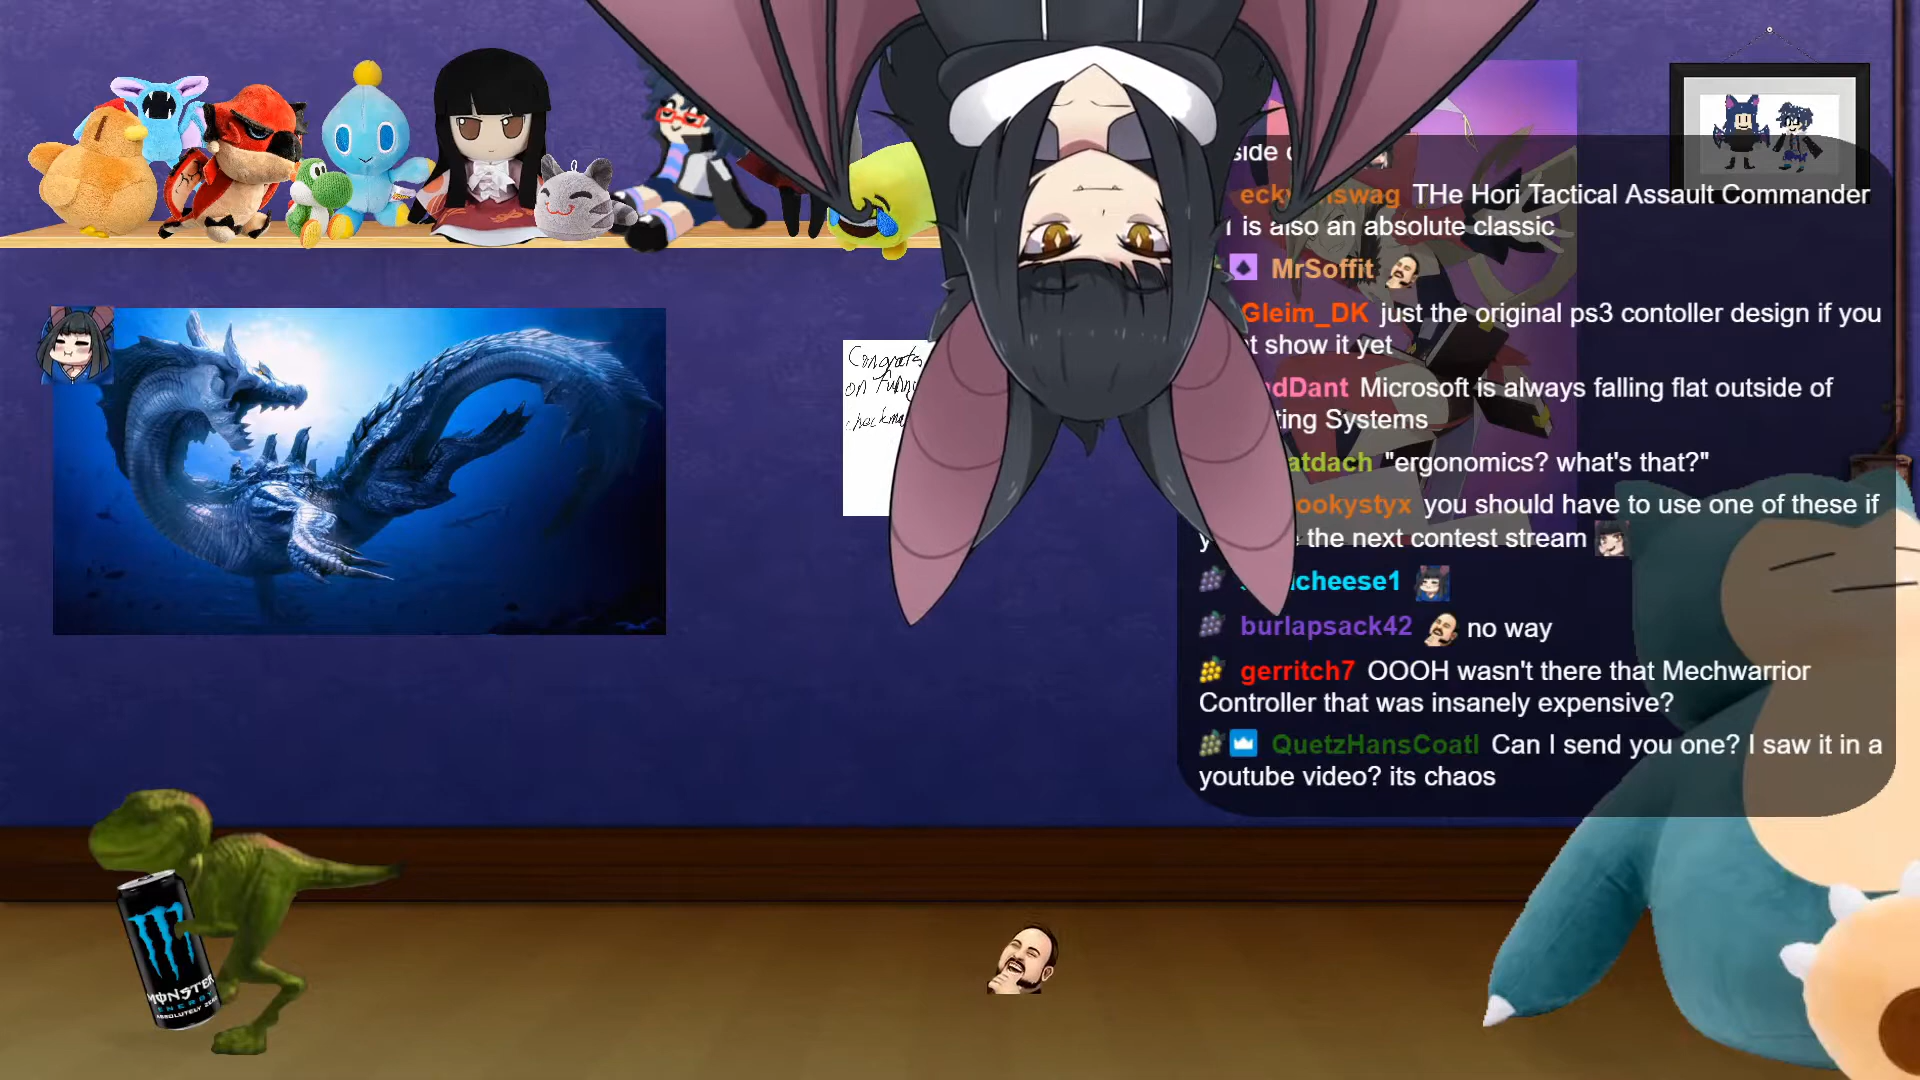 Congrats
on funny
side
THe Hori Tactical Assault Commander
is also an absolute classic
MrSoffit
Gleim_DK just the original ps3 contoller design if you
show it yet
Microsoft is always falling flat outside of
Systems
"ergonomics? what's that?"
you should have to use one of these if
the next contest stream
burlapsack42 no way
gerritch7 OOOH wasn't there that Mechwarrior
Controller that was insanely expensive?
QuetzHansCoatl Can I send you one? I saw it in a
youtube video? its chaos
MONSTER
ENERGY
ABSOLUTELY ZERO